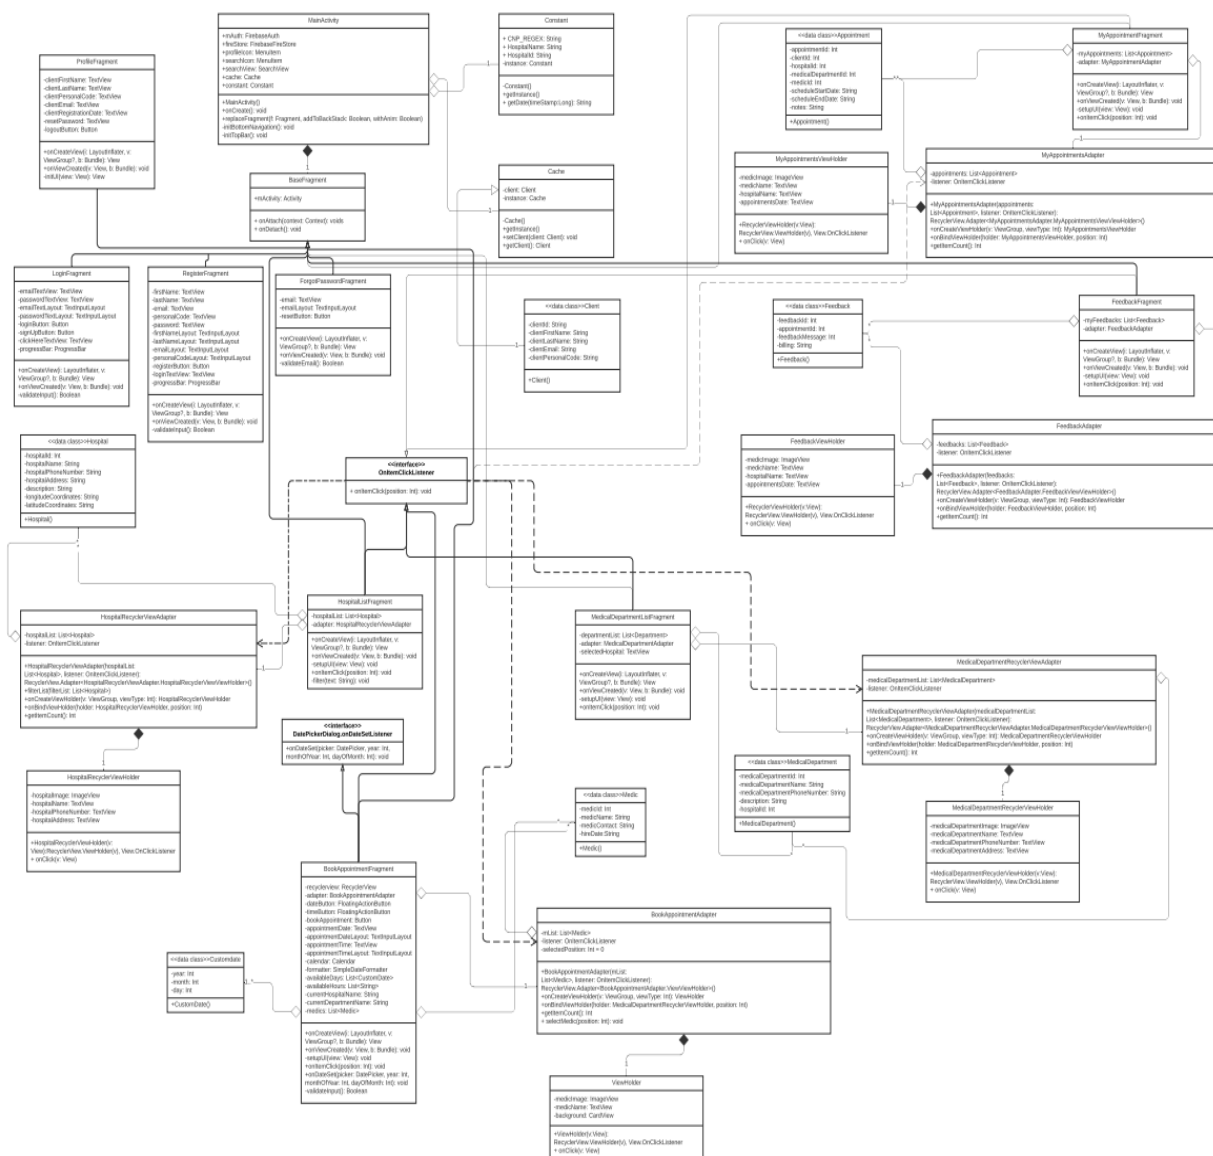 MainActivity
+mAuth: FirebaseAuth
+fireStore: FirebaseFireStore
+profileIcon: MenuItem
+searchIcon: MenuItem
+searchView: SearchView
+cache: Cache
+constant: Constant
+MainActivity()
+onCreate(): void
+replaceFragment(f: Fragment, addToBackStack: Boolean, withAnim: Boolean)
-initBottomNavigation(): void
-initTopBar(): void
Constant
+ CNP_REGEX: String
+ HospitalName: String
+ HospitalId: String
-instance: Constant
-Constant()
+getInstance()
+ getDate(timeStamp:Long): String
<<data class>>Appointment
-appointmentId: Int
-clientId: Int
-hospitalId: Int
-medicalDepartmentId: Int
-medicId: Int
-scheduleStartDate: String
-scheduleEndDate: String
-notes: String
+Appointment()
MyAppointmentFragment
-myAppointments: List<Appointment>
-adapter: MyAppointmentAdapter
+onCreateView(i: LayoutInflater, v:
ViewGroup?, b: Bundle): View
+onViewCreated(v: View, b: Bundle): void
-setupUI(view: View): void
+onItemClick(position: Int): void
ProfileFragment
-clientFirstName: TextView
-clientLastName: TextView
-clientPersonalCode: TextView
-clientEmail: TextView
-clientRegistrationDate: TextView
-resetPassword: TextView
-logoutButton: Button
+onCreateView(i: LayoutInflater, v:
ViewGroup?, b: Bundle): View
+onViewCreated(v: View, b: Bundle): void
-initUi(view: View): View
BaseFragment
+mActivity: Activity
+ onAttach(context: Context): voids
+ onDetach(): void
Cache
-client: Client
-instance: Cache
-Cache()
+getInstance()
+setClient(client: Client): void
+getClient(): Client
MyAppointmentsViewHolder
-medicImage: ImageView
-medicName: TextView
-hospitalName: TextView
-appointmentsDate: TextView
+RecyclerViewHolder(v:View):
RecyclerView.ViewHolder(v), View.OnClickListener
+ onClick(v: View)
MyAppointmentsAdapter
-appointments: List<Appointment>
-listener: OnItemClickListener
+MyAppointmentsAdapter(appointments:
List<Appointment>, listener: OnItemClickListener):
RecyclerView.Adapter<MyAppointmentsAdapter.MyAppointmentsViewViewHolder>()
+onCreateViewHolder(v: ViewGroup, viewType: Int): MyAppointmentsViewHolder
+onBindViewHolder(holder: MyAppointmentsViewHolder, position: Int)
+getItemCount(): Int
LoginFragment
-emailTextView: TextView
-passwordTextView: TextView
-emailTextLayout: TextInputLayout
-passwordTextLayout: TextInputLayout
-loginButton: Button
-signUpButton: Button
-clickHereTextView: TextView
-progressBar: ProgressBar
+onCreateView(i: LayoutInflater, v:
ViewGroup?, b: Bundle): View
+onViewCreated(v: View, b: Bundle): void
-validateInput(): Boolean
RegisterFragment
-firstName: TextView
-lastName: TextView
-email: TextView
-personalCode: TextView
-password: TextView
-firstNameLayout: TextInputLayout
-lastNameLayout: TextInputLayout
-emailLayout: TextInputLayout
-personalCodeLayout: TextInputLayout
-registerButton: Button
-loginTextView: TextView
-progressBar: ProgressBar
+onCreateView(i: LayoutInflater, v:
ViewGroup?, b: Bundle): View
+onViewCreated(v: View, b: Bundle): void
-validateInput(): Boolean
ForgotPasswordFragment
-email: TextView
-emailLayout: TextInputLayout
-resetButton: Button
+onCreateView(i: LayoutInflater, v:
ViewGroup?, b: Bundle): View
+onViewCreated(v: View, b: Bundle): void
-validateEmail(): Boolean
<<data class>>Client
-clientId: String
-clientFirstName: String
-clientLastName: String
-clientEmail: String
-clientPersonalCode: String
+Client()
<<data class>>Feedback
-feedbackId: Int
-appointmentId: Int
-feedbackMessage: Int
-billing: String
+Feedback()
FeedbackFragment
-myFeedbacks: List<Feedback>
-adapter: FeedbackAdapter
+onCreateView(i: LayoutInflater, v:
ViewGroup?, b: Bundle): View
+onViewCreated(v: View, b: Bundle): void
-setupUI(view: View): void
+onItemClick(position: Int): void
<<data class>>Hospital
-hospitalId: Int
-hospitalName: String
-hospitalPhoneNumber: String
-hospitalAddress: String
-description: String
-longitudeCoordinates: String
-latitudeCoordinates: String
+Hospital()
<<interface>>
OnItemClickListener
+ onItemClick(position: Int): void
FeedbackViewHolder
-medicImage: ImageView
-medicName: TextView
-hospitalName: TextView
-appointmentsDate: TextView
+RecyclerViewHolder(v:View):
RecyclerView.ViewHolder(v), View.OnClickListener
+ onClick(v: View)
FeedbackAdapter
-feedbacks: List<Feedback>
-listener: OnItemClickListener
+FeedbackAdapter(feedbacks:
List<Feedback>, listener: OnItemClickListener):
RecyclerView.Adapter<FeedbackAdapter.FeedbackViewViewHolder>()
+onCreateViewHolder(v: ViewGroup, viewType: Int): FeedbackViewHolder
+onBindViewHolder(holder: FeedbackViewHolder, position: Int)
+getItemCount(): Int
HospitalRecyclerViewAdapter
-hospitalList: List<Hospital>
-listener: OnItemClickListener
+HospitalRecyclerViewAdapter(hospitalList:
List<Hospital>, listener: OnItemClickListener):
RecyclerView.Adapter<HospitalRecyclerViewAdapter.HospitalRecyclerViewViewHolder>()
+filterList(filterList: List<Hospital>)
+onCreateViewHolder(v: ViewGroup, viewType: Int): HospitalRecyclerViewHolder
+onBindViewHolder(holder: HospitalRecyclerViewHolder, position: Int)
+getItemCount(): Int
HospitalListFragment
-hospitalList: List<Hospital>
-adapter: HospitalRecyclerViewAdapter
+onCreateView(i: LayoutInflater, v:
ViewGroup?, b: Bundle): View
+onViewCreated(v: View, b: Bundle): void
-setupUI(view: View): void
+onItemClick(position: Int): void
-filter(text: String): void
MedicalDepartmentListFragment
-departmentList: List<Department>
-adapter: MedicalDepartmentAdapter
-selectedHospital: TextView
+onCreateView(i: LayoutInflater, v:
ViewGroup?, b: Bundle): View
+onViewCreated(v: View, b: Bundle): void
-setupUI(view: View): void
+onItemClick(position: Int): void
MedicalDepartmentRecyclerViewAdapter
-medicalDepartmentList: List<MedicalDepartment>
-listener: OnItemClickListener
+MedicalDepartmentRecyclerViewAdapter(medicalDepartmentList:
List<MedicalDepartment>, listener: OnItemClickListener):
RecyclerView.Adapter<MedicalDepartmentRecyclerViewAdapter.MedicalDepartmentRecyclerViewViewHolder>()
+onCreateViewHolder(v: ViewGroup, viewType: Int): MedicalDepartmentRecyclerViewHolder
+onBindViewHolder(holder: MedicalDepartmentRecyclerViewHolder, position: Int)
+getItemCount(): Int
<<interface>>
DatePickerDialog.onDateSetListener
+onDateSet(picker: DatePicker, year: Int,
monthOfYear: Int, dayOfMonth: Int): void
HospitalRecyclerViewHolder
-hospitalImage: ImageView
-hospitalName: TextView
-hospitalPhoneNumber: TextView
-hospitalAddress: TextView
+HospitalRecyclerViewHolder(v:
View):RecyclerView.ViewHolder(v), View.OnClickListener
+ onClick(v: View)
<<data class>>Medic
-medicId: Int
-medicName: String
-medicContact: String
-hireDate:String
+Medic()
<<data class>>MedicalDepartment
-medicalDepartmentId: Int
-medicalDepartmentName: String
-medicalDepartmentPhoneNumber: String
-description: String
-hospitalId: Int
+MedicalDepartment()
MedicalDepartmentRecyclerViewHolder
-medicalDepartmentImage: ImageView
-medicalDepartmentName: TextView
-medicalDepartmentPhoneNumber: TextView
-medicalDepartmentAddress: TextView
+MedicalDepartmentRecyclerViewHolder(v:View):
RecyclerView.ViewHolder(v), View.OnClickListener
+ onClick(v: View)
BookAppointmentFragment
-recyclerview: RecyclerView
-adapter: BookAppointmentAdapter
-dateButton: FloatingActionButton
-timeButton: FloatingActionButton
-bookAppointment: Button
-appointmentDate: TextView
-appointmentDateLayout: TextInputLayout
-appointmentTime: TextView
-appointmentTimeLayout: TextInputLayout
-calendar: Calendar
-formatter: SimpleDateFormatter
-availableDays: List<CustomDate>
-availableHours: List<String>
-currentHospitalName: String
-currentDepartmentName: String
-medics: List<Medic>
+onCreateView(i: LayoutInflater, v:
ViewGroup?, b: Bundle): View
+onViewCreated(v: View, b: Bundle): void
-setupUI(view: View): void
+onItemClick(position: Int): void
+onDateSet(picker: DatePicker, year: Int,
monthOfYear: Int, dayOfMonth: Int): void
-validateInput(): Boolean
<<data class>>Customdate
-year: Int
-month: Int
-day: Int
+CustomDate()
BookAppointmentAdapter
-mList: List<Medic>
-listener: OnItemClickListener
-selectedPosition: Int = 0
+BookAppointmentAdapter(mList:
List<Medic>, listener: OnItemClickListener):
RecyclerView.Adapter<BookAppointmentAdapter.ViewHolder>()
+onCreateViewHolder(v: ViewGroup, viewType: Int): ViewHolder
+onBindViewHolder(holder: MedicalDepartmentRecyclerViewHolder, position: Int)
+getItemCount(): Int
+ selectMedic(position: Int): void
ViewHolder
-medicImage: ImageView
-medicName: TextView
-background: CardView
+ViewHolder(v:View):
RecyclerView.ViewHolder(v), View.OnClickListener
+ onClick(v: View)